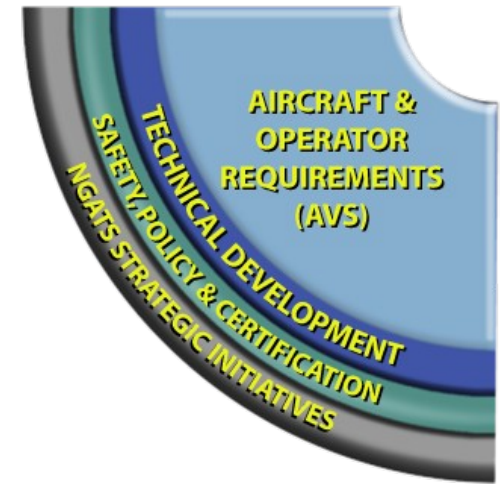 AIRCRAFT &
OPERATOR
REQUIREMENTS
(AVS)
TECHNICAL DEVELOPMENT
SAFETY, POLICY & CERTIFICATION
NGATS STRATEGIC INITIATIVES